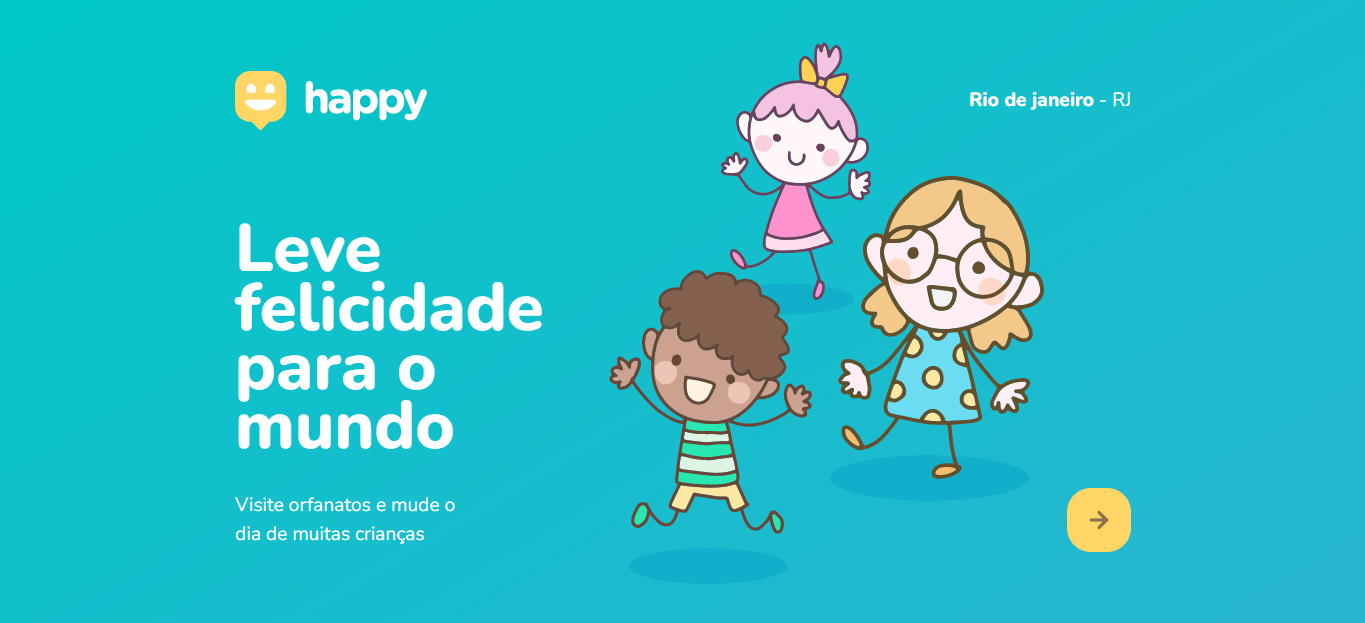 happy
Rio de janeiro - RJ
Leve
felicidade
para o
mundo
Visite orfanatos e mude o
dia de muitas crianças